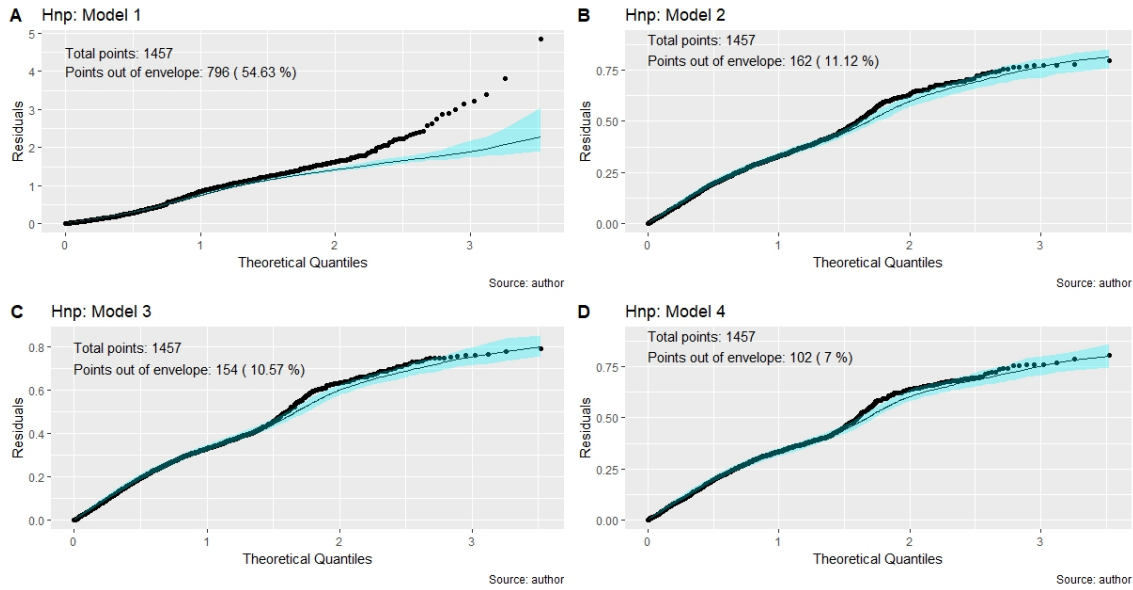 A Hnp: Model 1
Total points: 1457
Points out of envelope: 796 ( 54.63 %)
5
4
3
2
1
0
Residuals
0 1 2 3
Theoretical Quantiles
Source: author
B Hnp: Model 2
Total points: 1457
Points out of envelope: 162 ( 11.12 %)
0.75
0.50
0.25
0.00
Residuals
0 1 2 3
Theoretical Quantiles
Source: author
C Hnp: Model 3
Total points: 1457
Points out of envelope: 154 ( 10.57 %)
0.8
0.6
0.4
0.2
0.0
Residuals
0 1 2 3
Theoretical Quantiles
Source: author
D Hnp: Model 4
Total points: 1457
Points out of envelope: 102 ( 7 %)
0.75
0.50
0.25
0.00
Residuals
0 1 2 3
Theoretical Quantiles
Source: author